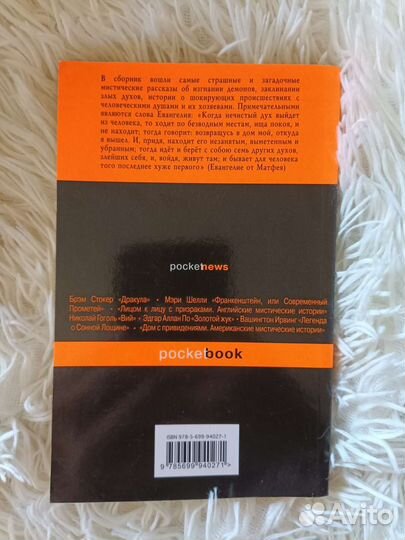 В сборник вошли самые страшные и загадочные
мистические рассказы об изгнании демонов, заклинании
злых духов, истории о шокирующих происшествиях с
человеческими душами и их хозяевами. Примечательными
являются слова Евангелия: «Когда нечистый дух выйдет
из человека, то ходит по безводным местам, ища покоя, и
не находит; тогда говорит: возвращусь в дом мой, откуда
я вышел. И, придя, находит его незанятым, выметенным и
убранным; тогда идёт и берёт с собою семь других духов,
злейших себя, и, войдя, живут там; и бывает для человека
того последнее хуже первого» (Евангелие от Матфея)
pocketnews
Брэм Стокер «Дракула» • Мэри Шелли «Франкенштейн, или Современный
Прометей» • «Лицом к лицу с призраками. Английские мистические истории»
Николай Гоголь «Вий» • Эдгар Аллан По «Золотой жук» • Вашингтон Ирвинг «Легенда
о Сонной Лощине» • «Дом с привидениями. Американские мистические истории»
pocketbook
ISBN 978-5-699-94027-1
9 785699 940271 >
Avito